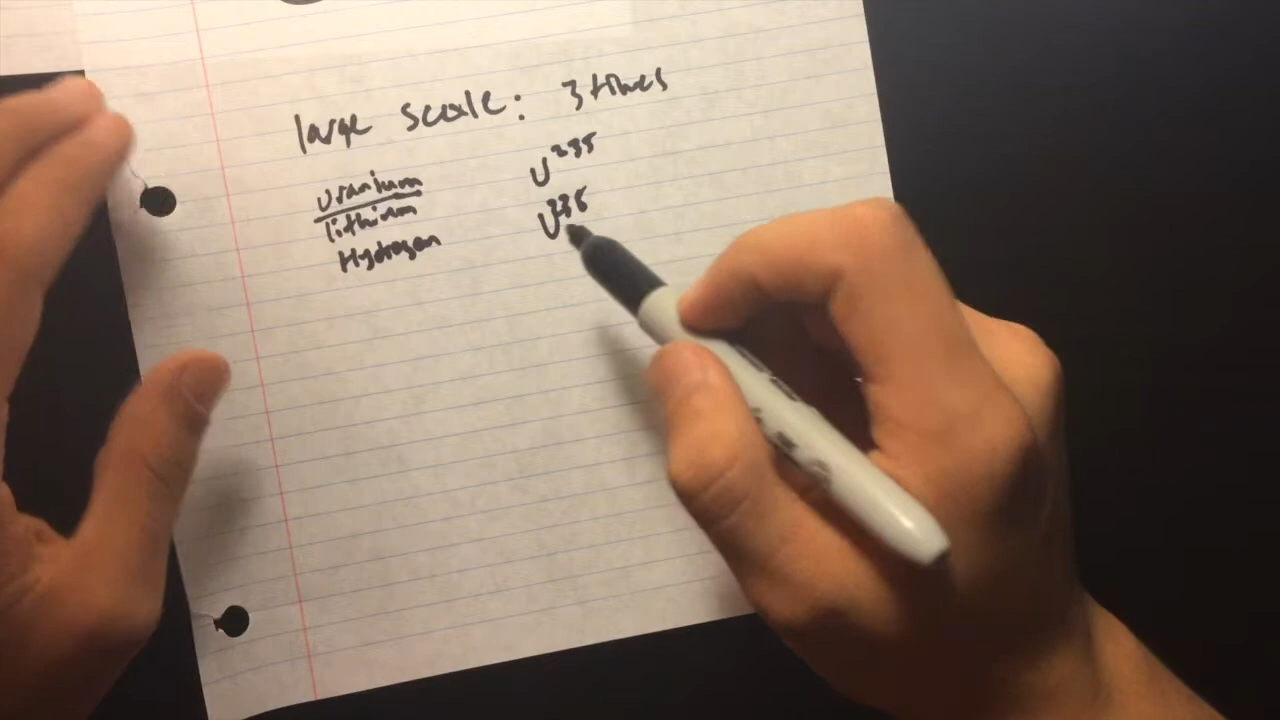 large scale: 3 times
uranium U²³⁵
lithium U²³⁸
Hydrogen